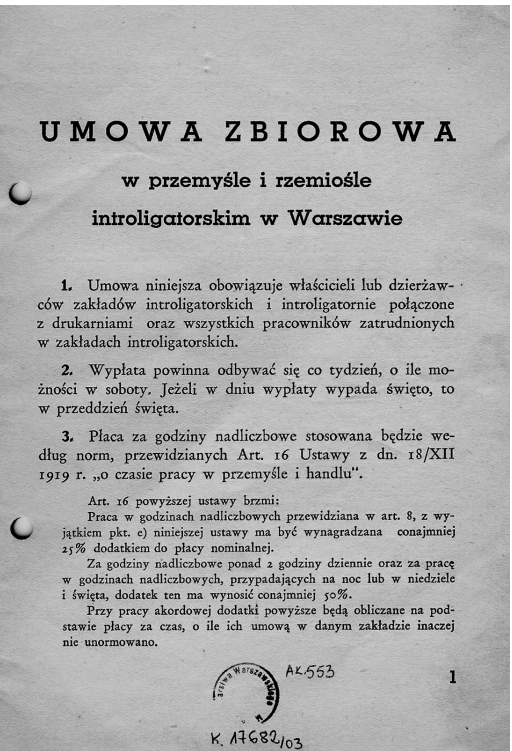 UMOWA ZBIOROWA
w przemyśle i rzemiośle
introligatorskim w Warszawie
1. Umowa niniejsza obowiązuje właścicieli lub dzierżaw-
ców zakładów introligatorskich i introligatornie połączone
z drukarniami oraz wszystkich pracowników zatrudnionych
w zakładach introligatorskich.
2. Wypłata powinna odbywać się co tydzień, o ile mo-
żności w soboty. Jeżeli w dniu wypłaty wypada święto, to
w przeddzień święta.
3. Płaca za godziny nadliczbowe stosowana będzie we-
dług norm, przewidzianych Art. 16 Ustawy z dn. 18/XII
1919 r. „o czasie pracy w przemyśle i handlu“.
Art. 16 powyższej ustawy brzmi:
Praca w godzinach nadliczbowych przewidziana w art. 8, z wy-
jątkiem pkt. e) niniejszej ustawy ma być wynagradzana conajmniej
25% dodatkiem do płacy nominalnej.
Za godziny nadliczbowe ponad 2 godziny dziennie oraz za pracę
w godzinach nadliczbowych, przypadających na noc lub w niedziele
i święta, dodatek ten ma wynosić conajmniej 50%.
Przy pracy akordowej dodatki powyższe będą obliczane na pod-
stawie płacy za czas, o ile ich umową w danym zakładzie inaczej
nie unormowano.
arstwa Warszawskiego
AK.553
1
K. 17682/03